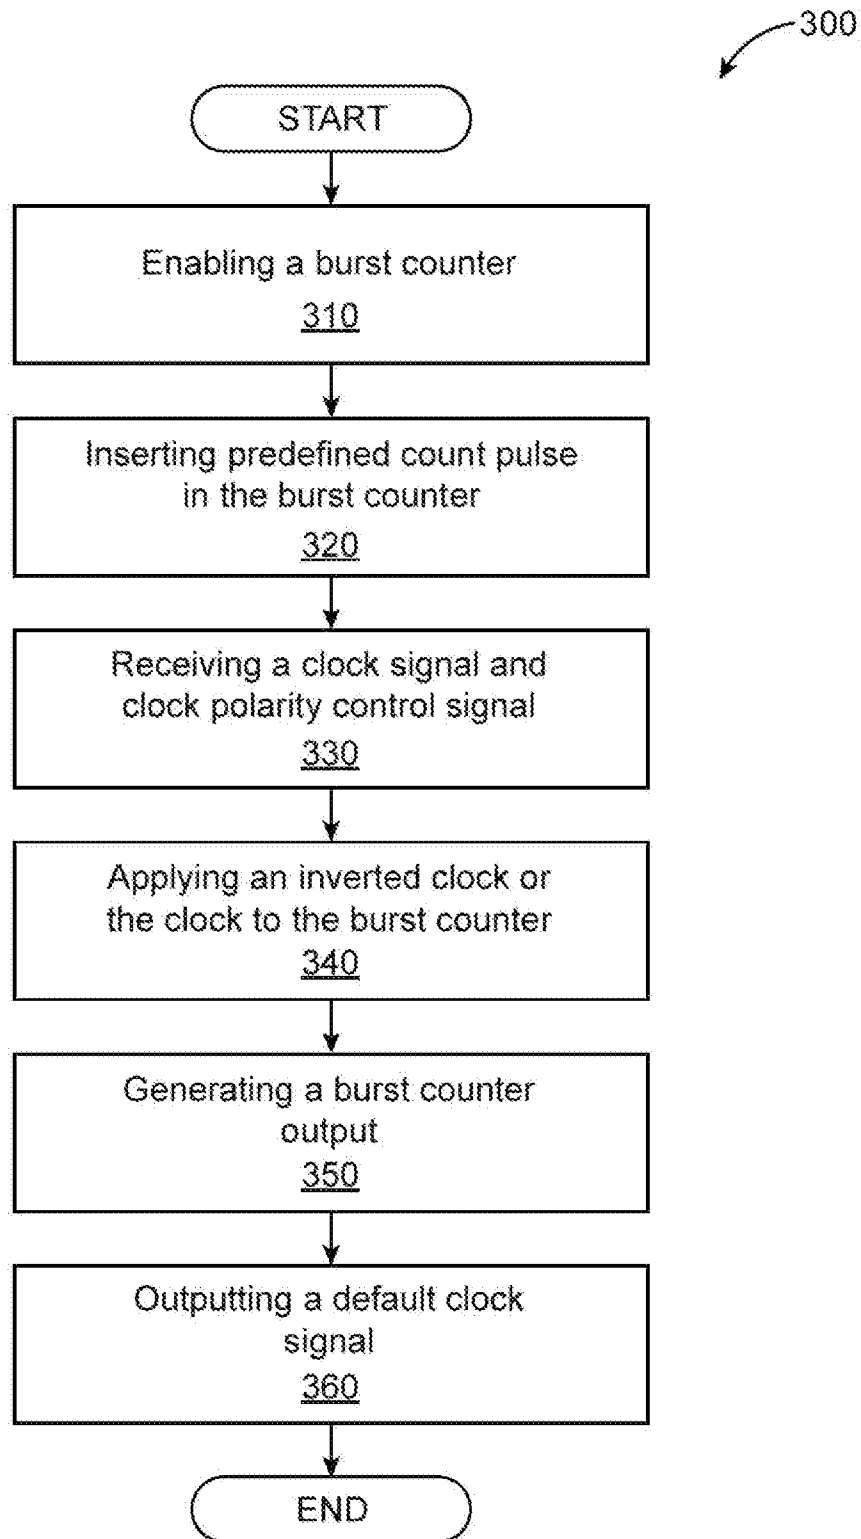 300
START
Enabling a burst counter
310
Inserting predefined count pulse
in the burst counter
320
Receiving a clock signal and
clock polarity control signal
330
Applying an inverted clock or
the clock to the burst counter
340
Generating a burst counter
output
350
Outputting a default clock
signal
360
END